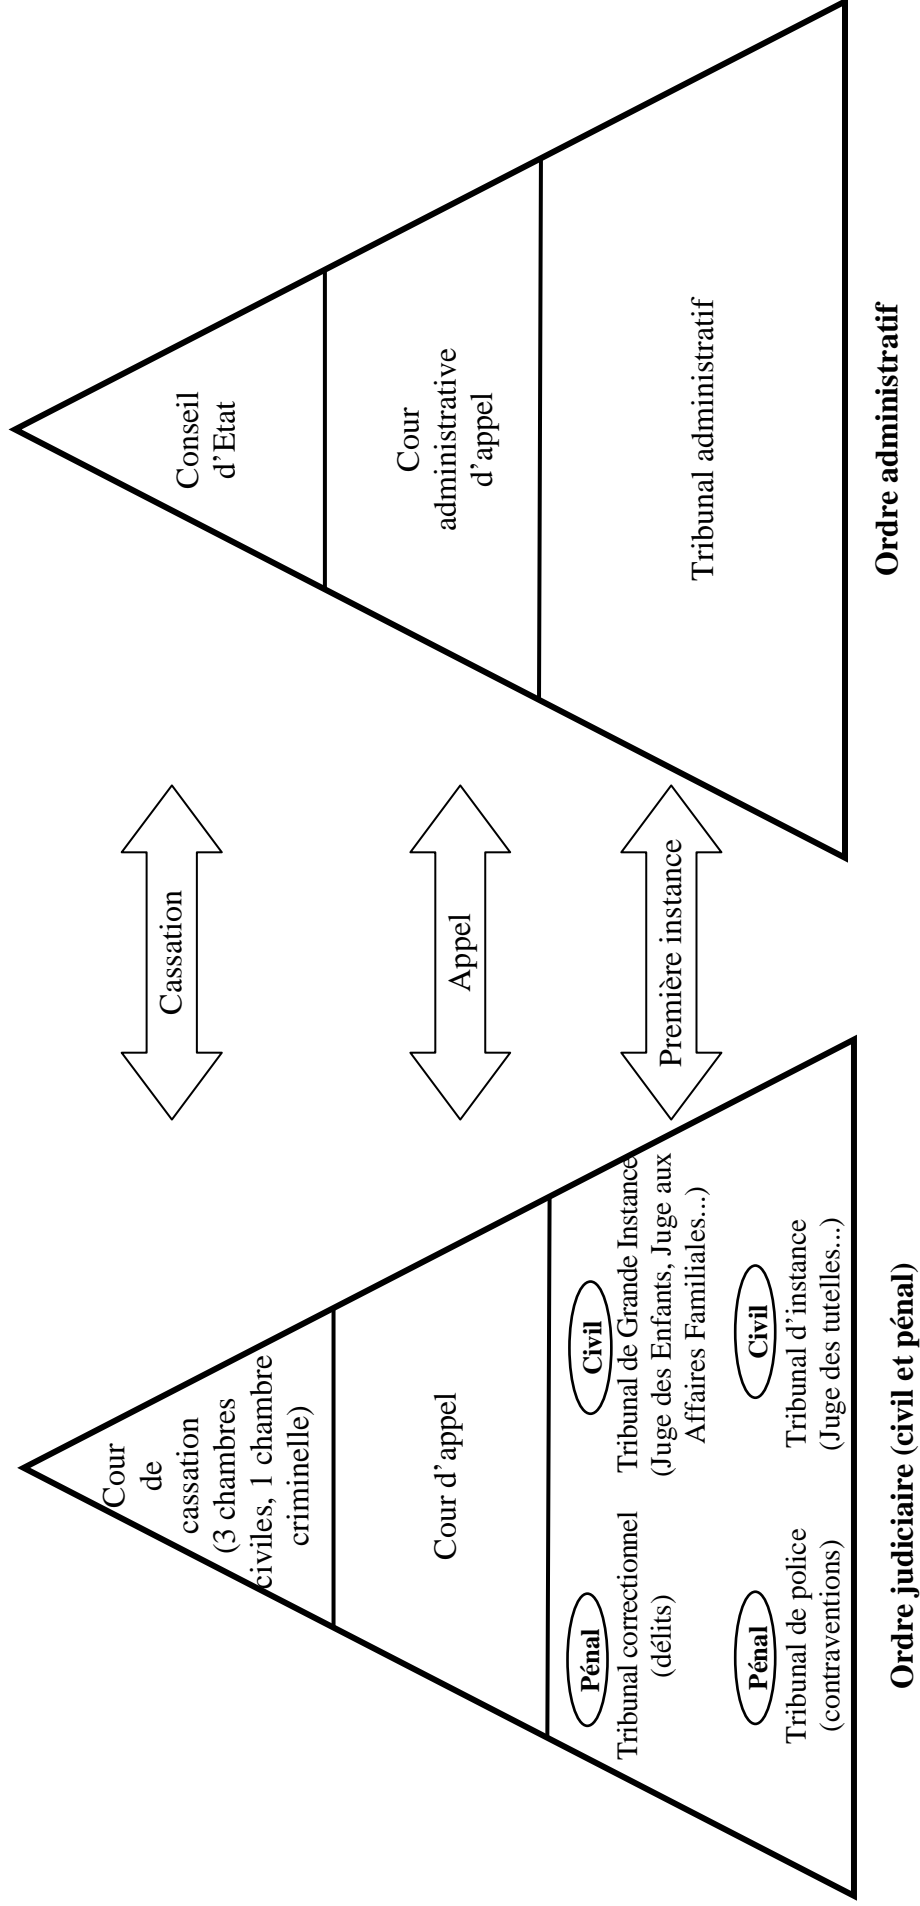 Cour
de
cassation
(3 chambres
civiles, 1 chambre
criminelle)
Cour d’appel
Pénal
Tribunal correctionnel
(délits)
Civil
Tribunal de Grande Instance
(Juge des Enfants, Juge aux
Affaires Familiales...)
Pénal
Tribunal de police
(contraventions)
Civil
Tribunal d’instance
(Juge des tutelles...)
Ordre judiciaire (civil et pénal)
Cassation
Appel
Première instance
Conseil
d’Etat
Cour
administrative
d’appel
Tribunal administratif
Ordre administratif